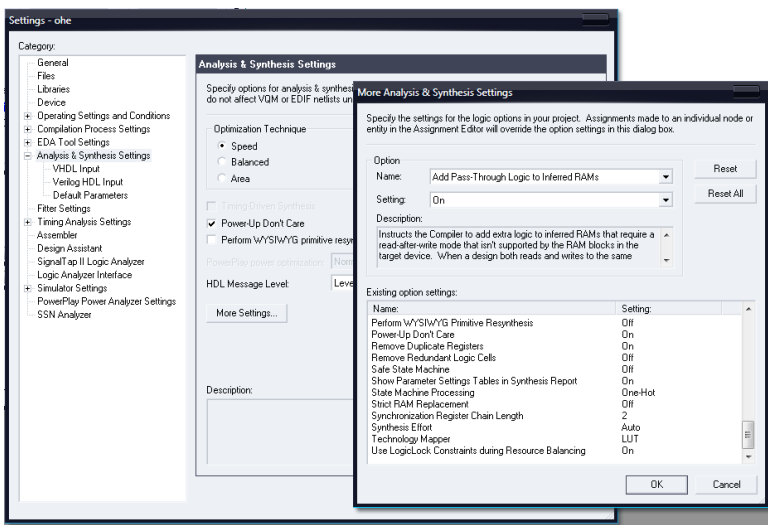 Settings - ohe
Category:
General
Files
Libraries
Device
Operating Settings and Conditions
Compilation Process Settings
EDA Tool Settings
Analysis & Synthesis Settings
VHDL Input
Verilog HDL Input
Default Parameters
Fitter Settings
Timing Analysis Settings
Assembler
Design Assistant
SignalTap II Logic Analyzer
Logic Analyzer Interface
Simulator Settings
PowerPlay Power Analyzer Settings
SSN Analyzer
Analysis & Synthesis Settings
Specify options for analysis & synthesi
do not affect VQM or EDIF netlists un
Optimization Technique
Speed
Balanced
Area
Timing-Driven Synthesis
Power-Up Don't Care
Perform WYSIWYG primitive resyn
PowerPlay power optimization: Norm
HDL Message Level: Leve
More Settings...
Description:
More Analysis & Synthesis Settings
Specify the settings for the logic options in your project. Assignments made to an individual node or
entity in the Assignment Editor will override the option settings in this dialog box.
Option
Name: Add Pass-Through Logic to Inferred RAMs
Setting: On
Description:
Instructs the Compiler to add extra logic to inferred RAMs that require a
read-after-write mode that isn't supported by the RAM blocks in the
target device. When a design both reads and writes to the same
Reset
Reset All
Existing option settings:
Name: Setting:
Perform WYSIWYG Primitive Resynthesis Off
Power-Up Don't Care On
Remove Duplicate Registers On
Remove Redundant Logic Cells Off
Safe State Machine Off
Show Parameter Settings Tables in Synthesis Report On
State Machine Processing One-Hot
Strict RAM Replacement Off
Synchronization Register Chain Length 2
Synthesis Effort Auto
Technology Mapper LUT
Use LogicLock Constraints during Resource Balancing On
OK Cancel